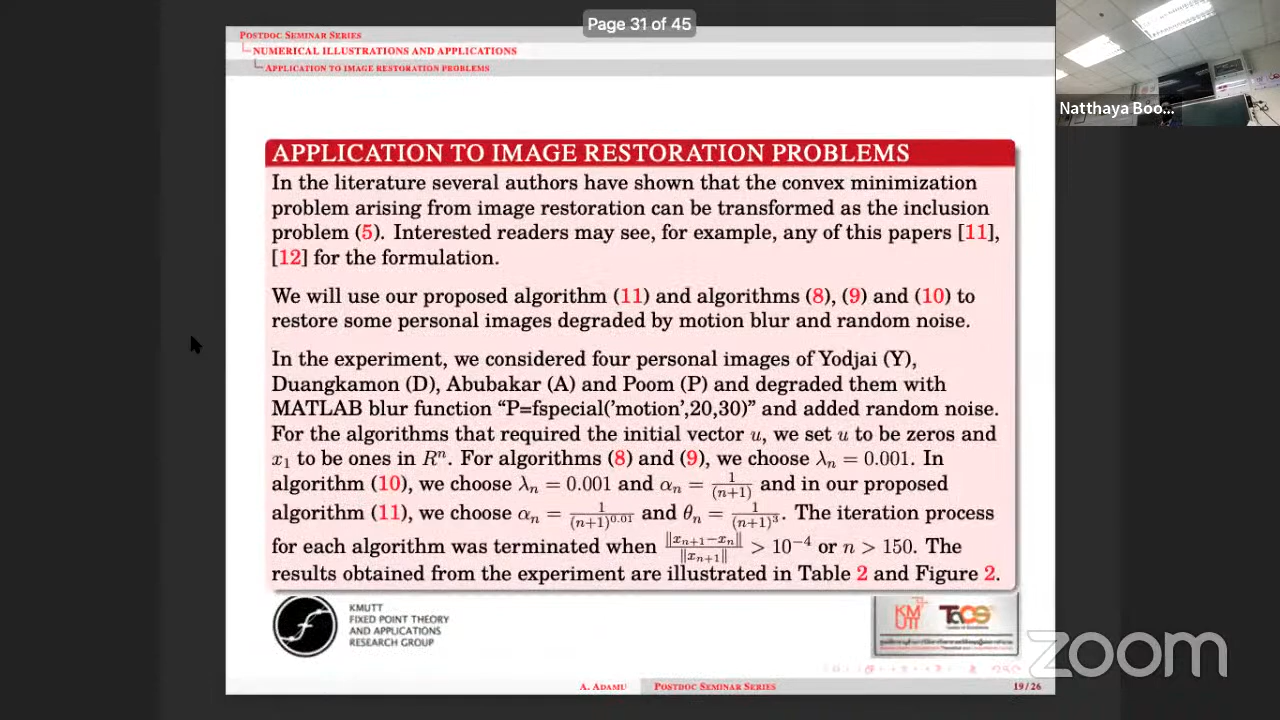 Page 31 of 45
POSTDOC SEMINAR SERIES
NUMERICAL ILLUSTRATIONS AND APPLICATIONS
APPLICATION TO IMAGE RESTORATION PROBLEMS
Natthaya Boo...
APPLICATION TO IMAGE RESTORATION PROBLEMS
In the literature several authors have shown that the convex minimization
problem arising from image restoration can be transformed as the inclusion
problem (5). Interested readers may see, for example, any of this papers [11],
[12] for the formulation.
We will use our proposed algorithm (11) and algorithms (8), (9) and (10) to
restore some personal images degraded by motion blur and random noise.
In the experiment, we considered four personal images of Yodjai (Y),
Duangkamon (D), Abubakar (A) and Poom (P) and degraded them with
MATLAB blur function “P=fspecial('motion',20,30)” and added random noise.
For the algorithms that required the initial vector u, we set u to be zeros and
x₁ to be ones in Rⁿ. For algorithms (8) and (9), we choose λₙ = 0.001. In
algorithm (10), we choose λₙ = 0.001 and αₙ = 1/(n+1) and in our proposed
algorithm (11), we choose αₙ = 1/(n+1)^0.01 and θₙ = 1/(n+1)^3. The iteration process
for each algorithm was terminated when ‖xₙ₊₁−xₙ‖/‖xₙ₊₁‖ > 10⁻⁴ or n > 150. The
results obtained from the experiment are illustrated in Table 2 and Figure 2.
KMUTT
FIXED POINT THEORY
AND APPLICATIONS
RESEARCH GROUP
KM
UTT
TaCS
zoom
A. ADAMU
POSTDOC SEMINAR SERIES
19/26